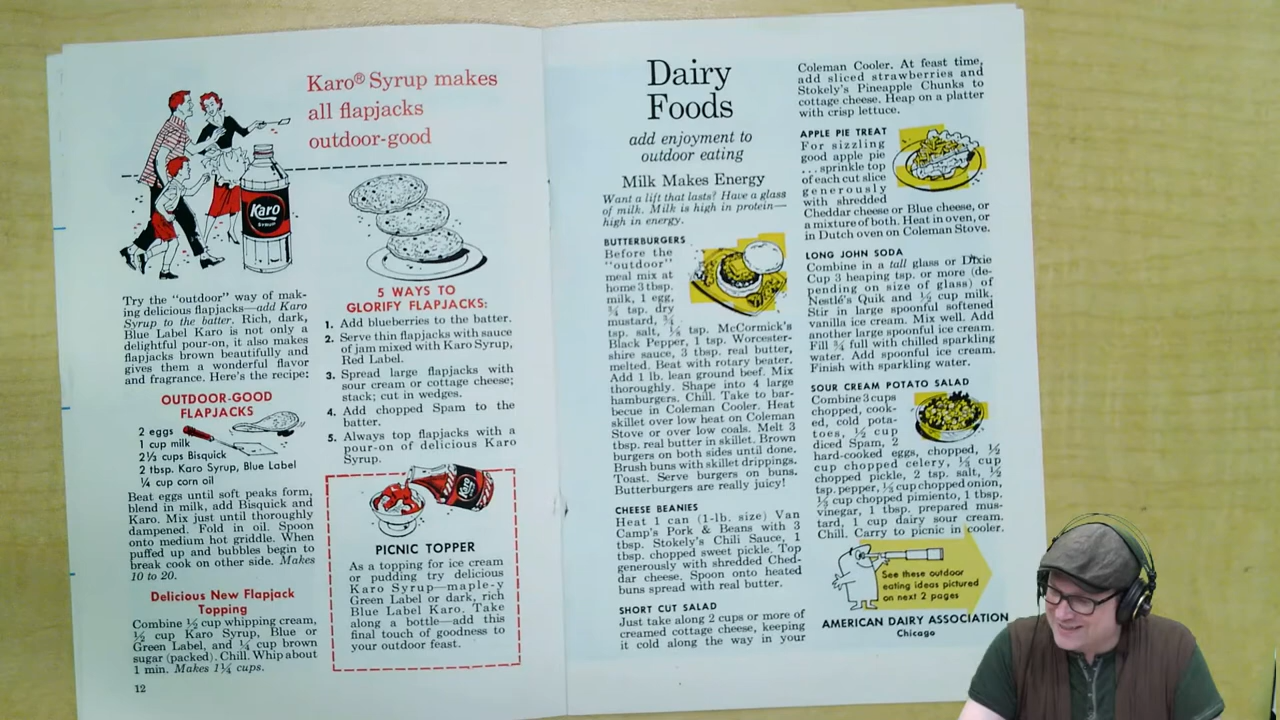 Karo® Syrup makes
all flapjacks
outdoor-good
Karo
SYRUP
Try the "outdoor" way of mak-
ing delicious flapjacks—add Karo
Syrup to the batter. Rich, dark,
Blue Label Karo is not only a
delightful pour-on, it also makes
flapjacks brown beautifully and
gives them a wonderful flavor
and fragrance. Here's the recipe:
OUTDOOR-GOOD
FLAPJACKS
2 eggs
1 cup milk
2⅓ cups Bisquick
2 tbsp. Karo Syrup, Blue Label
¼ cup corn oil
Beat eggs until soft peaks form,
blend in milk, add Bisquick and
Karo. Mix just until thoroughly
dampened. Fold in oil. Spoon
onto medium hot griddle. When
puffed up and bubbles begin to
break cook on other side. Makes
10 to 20.
Delicious New Flapjack
Topping
Combine ½ cup whipping cream,
½ cup Karo Syrup, Blue or
Green Label, and ¼ cup brown
sugar (packed). Chill. Whip about
1 min. Makes 1¼ cups.
12
5 WAYS TO
GLORIFY FLAPJACKS:
1. Add blueberries to the batter.
2. Serve thin flapjacks with sauce
of jam mixed with Karo Syrup,
Red Label.
3. Spread large flapjacks with
sour cream or cottage cheese;
stack; cut in wedges.
4. Add chopped Spam to the
batter.
5. Always top flapjacks with a
pour-on of delicious Karo
Syrup.
Karo
PICNIC TOPPER
As a topping for ice cream
or pudding try delicious
Karo Syrup—maple-y
Green Label or dark, rich
Blue Label Karo. Take
along a bottle—add this
final touch of goodness to
your outdoor feast.
Dairy
Foods
add enjoyment to
outdoor eating
Milk Makes Energy
Want a lift that lasts? Have a glass
of milk. Milk is high in protein—
high in energy.
BUTTERBURGERS
Before the
"outdoor"
meal mix at
home 3 tbsp.
milk, 1 egg,
¾ tsp. dry
mustard, ¾
tsp. salt, ⅛ tsp. McCormick's
Black Pepper, 1 tsp. Worcester-
shire sauce, 3 tbsp. real butter,
melted. Beat with rotary beater.
Add 1 lb. lean ground beef. Mix
thoroughly. Shape into 4 large
hamburgers. Chill. Take to bar-
becue in Coleman Cooler. Heat
skillet over low heat on Coleman
Stove or over low coals. Melt 3
tbsp. real butter in skillet. Brown
burgers on both sides until done.
Brush buns with skillet drippings.
Toast. Serve burgers on buns.
Butterburgers are really juicy!
CHEESE BEANIES
Heat 1 can (1-lb. size) Van
Camp's Pork & Beans with 3
tbsp. Stokely's Chili Sauce, 1
tbsp. chopped sweet pickle. Top
generously with shredded Ched-
dar cheese. Spoon onto heated
buns spread with real butter.
SHORT CUT SALAD
Just take along 2 cups or more of
creamed cottage cheese, keeping
it cold along the way in your
Coleman Cooler. At feast time,
add sliced strawberries and
Stokely's Pineapple Chunks to
cottage cheese. Heap on a platter
with crisp lettuce.
APPLE PIE TREAT
For sizzling
good apple pie
... sprinkle top
of each cut slice
generously
with shredded
Cheddar cheese or Blue cheese, or
a mixture of both. Heat in oven, or
in Dutch oven on Coleman Stove.
LONG JOHN SODA
Combine in a tall glass or Dixie
Cup 3 heaping tsp. or more (de-
pending on size of glass) of
Nestlé's Quik and ½ cup milk.
Stir in large spoonful softened
vanilla ice cream. Mix well. Add
another large spoonful ice cream.
Fill ¾ full with chilled sparkling
water. Add spoonful ice cream.
Finish with sparkling water.
SOUR CREAM POTATO SALAD
Combine 3 cups
chopped, cook-
ed, cold pota-
toes, ½ cup
diced Spam, 2
hard-cooked eggs, chopped, ½
cup chopped celery, ⅓ cup
chopped pickle, 2 tsp. salt, ½
tsp. pepper, ⅓ cup chopped onion,
½ cup chopped pimiento, 1 tbsp.
vinegar, 1 tbsp. prepared mus-
tard, 1 cup dairy sour cream.
Chill. Carry to picnic in cooler.
See these outdoor
eating ideas pictured
on next 2 pages
AMERICAN DAIRY ASSOCIATION
Chicago